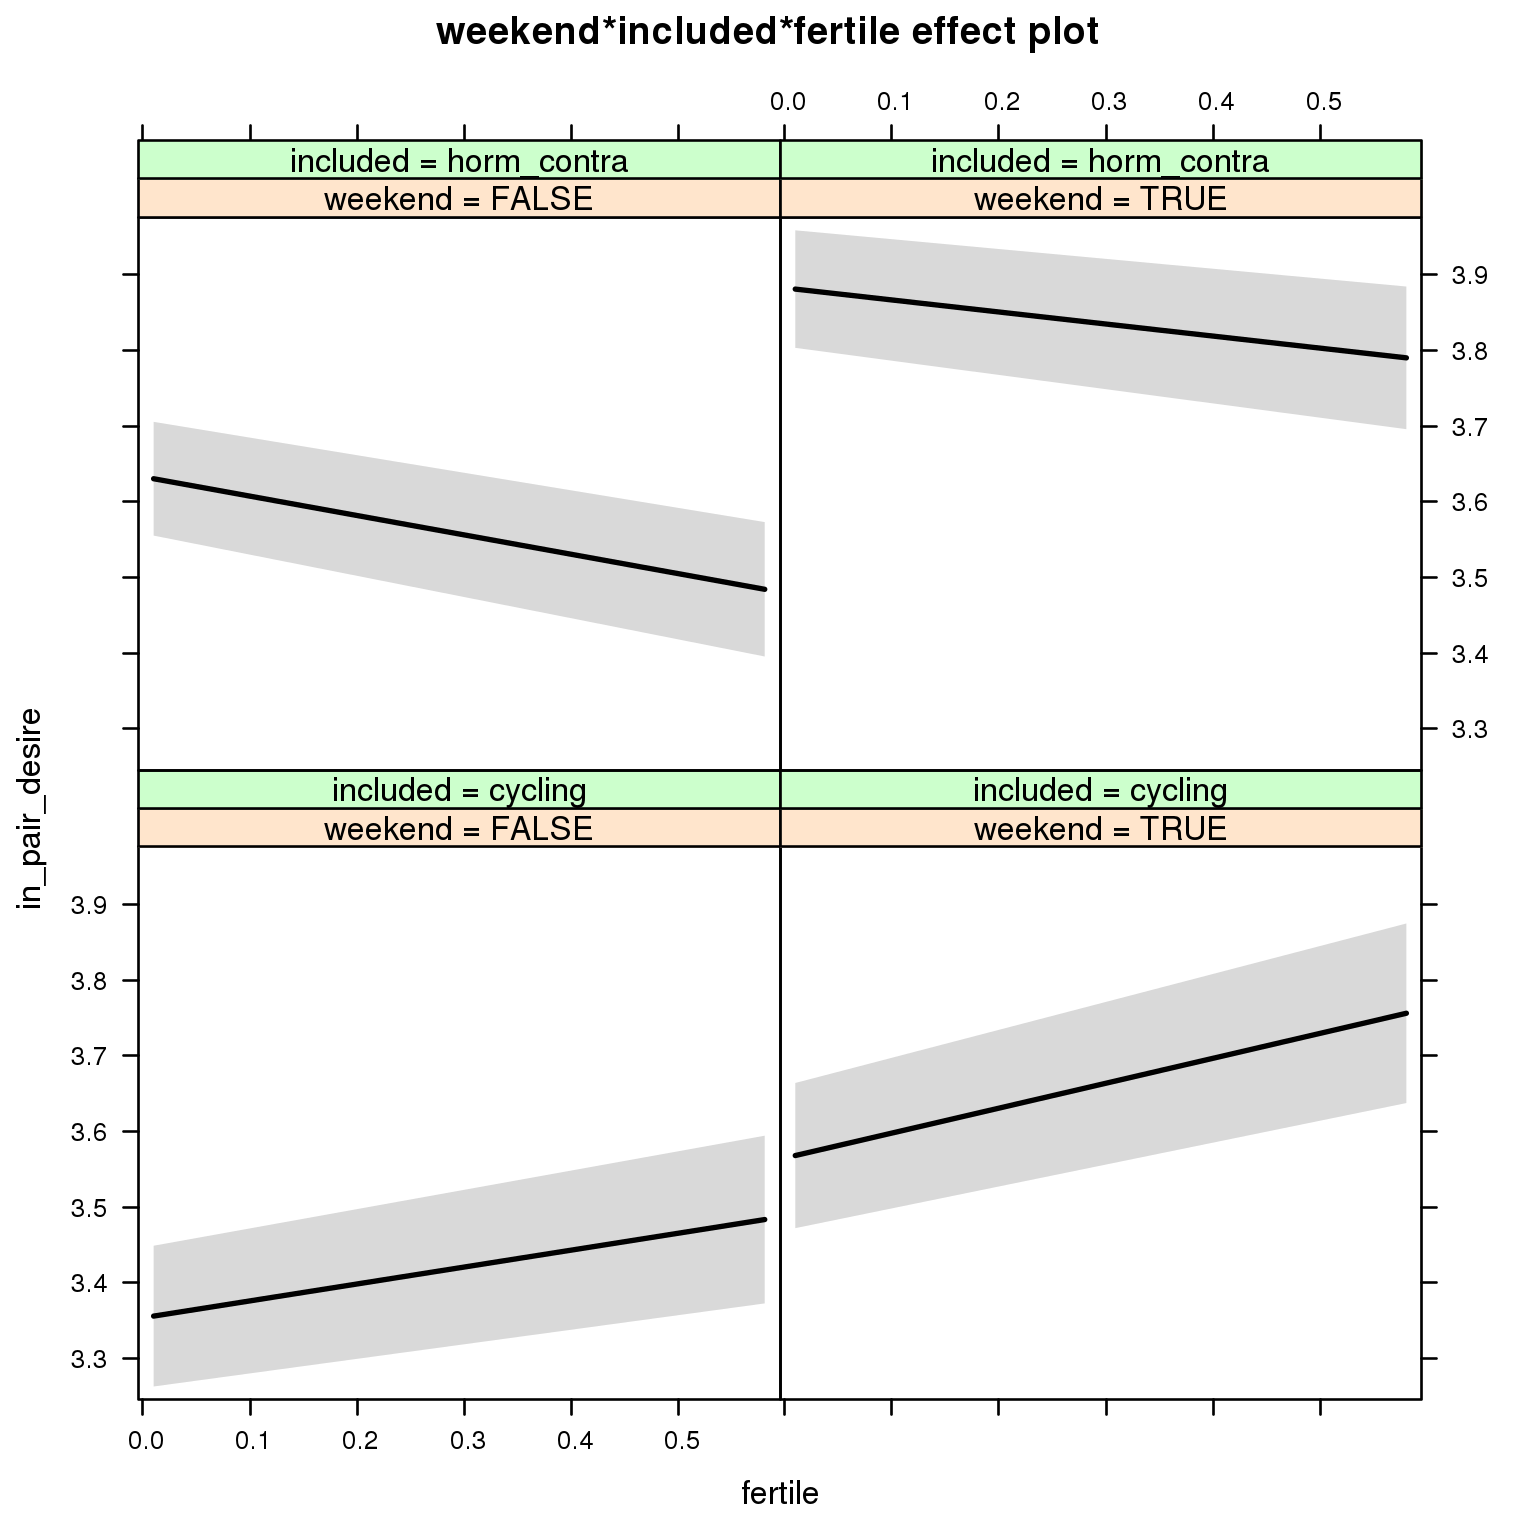 weekend*included*fertile effect plot
0.0 0.1 0.2 0.3 0.4 0.5
included = horm_contra
weekend = FALSE
included = horm_contra
weekend = TRUE
3.9
3.8
3.7
3.6
3.5
3.4
3.3
in_pair_desire
included = cycling
weekend = FALSE
included = cycling
weekend = TRUE
3.9
3.8
3.7
3.6
3.5
3.4
3.3
0.0 0.1 0.2 0.3 0.4 0.5
fertile